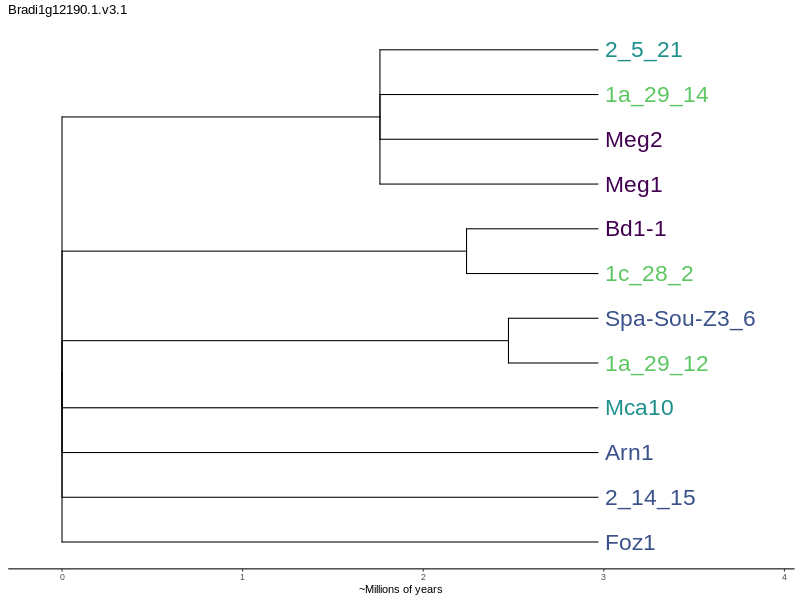 Bradi1g12190.1.v3.1
2_5_21
1a_29_14
Meg2
Meg1
Bd1-1
1c_28_2
Spa-Sou-Z3_6
1a_29_12
Mca10
Arn1
2_14_15
Foz1
0 1 2 3 4
~Millions of years